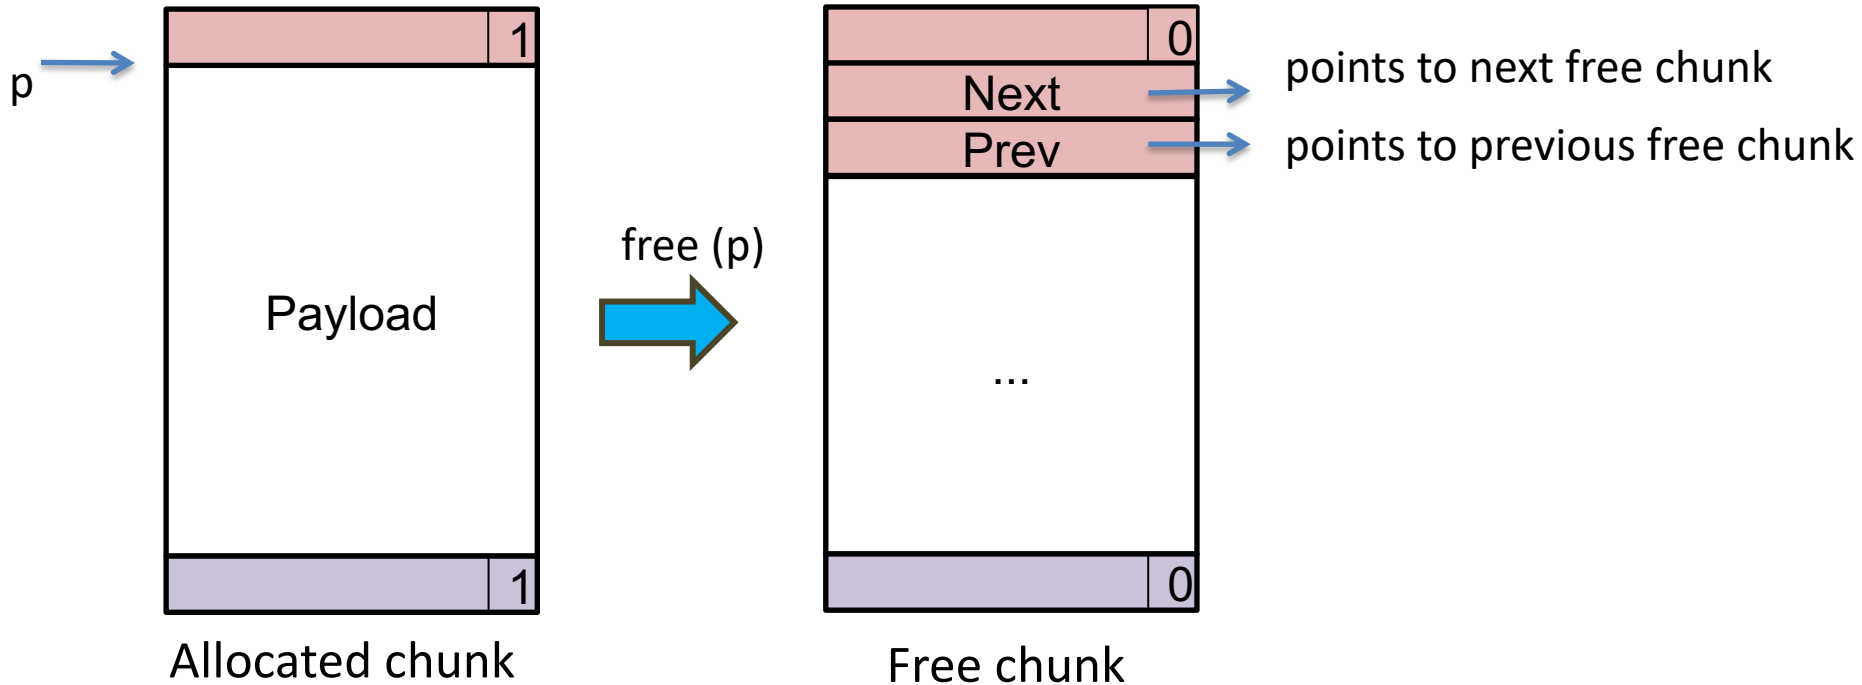 p
1
Payload
1
Allocated chunk
free (p)
0
Next
points to next free chunk
Prev
points to previous free chunk
...
0
Free chunk